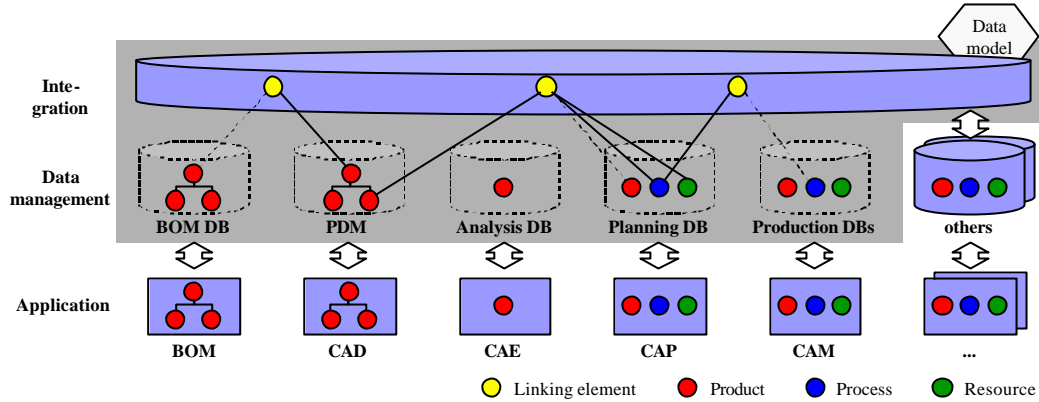 Data
model
Inte-
gration
Data
management
BOM DB
PDM
Analysis DB
Planning DB
Production DBs
others
Application
BOM
CAD
CAE
CAP
CAM
...
Linking element
Product
Process
Resource